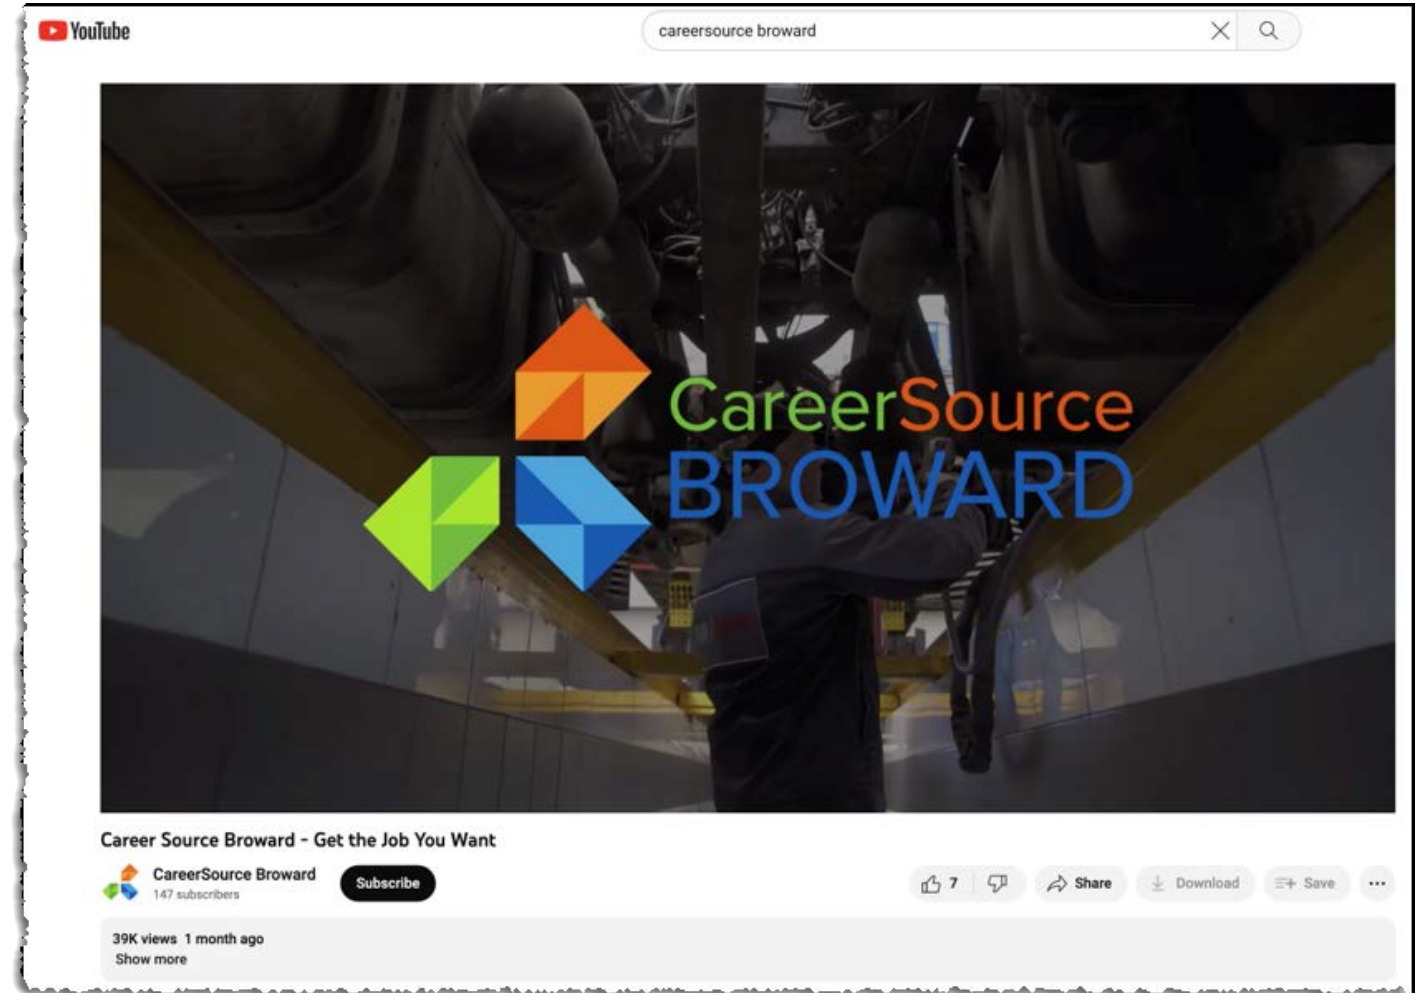 YouTube
careersource broward
CareerSource
BROWARD
Career Source Broward - Get the Job You Want
CareerSource Broward
147 subscribers
Subscribe
7
Share
Download
Save
39K views 1 month ago
Show more